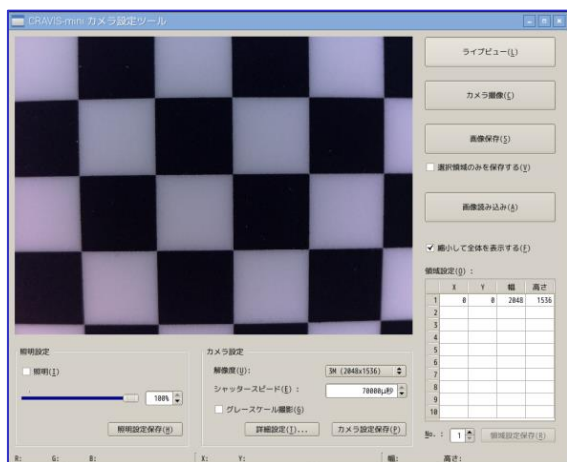 CRAVIS-mini カメラ設定ツール
ライブビュー(L)
カメラ撮像(C)
画像保存(S)
選択領域のみを保存する(V)
画像読み込み(A)
縮小して全体を表示する(F)
領域設定(O) :
X Y 幅 高さ
1 0 0 2048 1536
2
3
4
5
6
7
8
9
10
No. : 1 領域設定保存(R)
照明設定
照明(I)
100%
照明設定保存(H)
カメラ設定
解像度(U): 3M (2048x1536)
シャッタースピード(E) : 70000μ秒
グレースケール撮影(G)
詳細設定(T)... カメラ設定保存(P)
R: G: B: X: Y: 幅: 高さ: